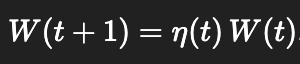 W(t + 1) = η(t) W(t).